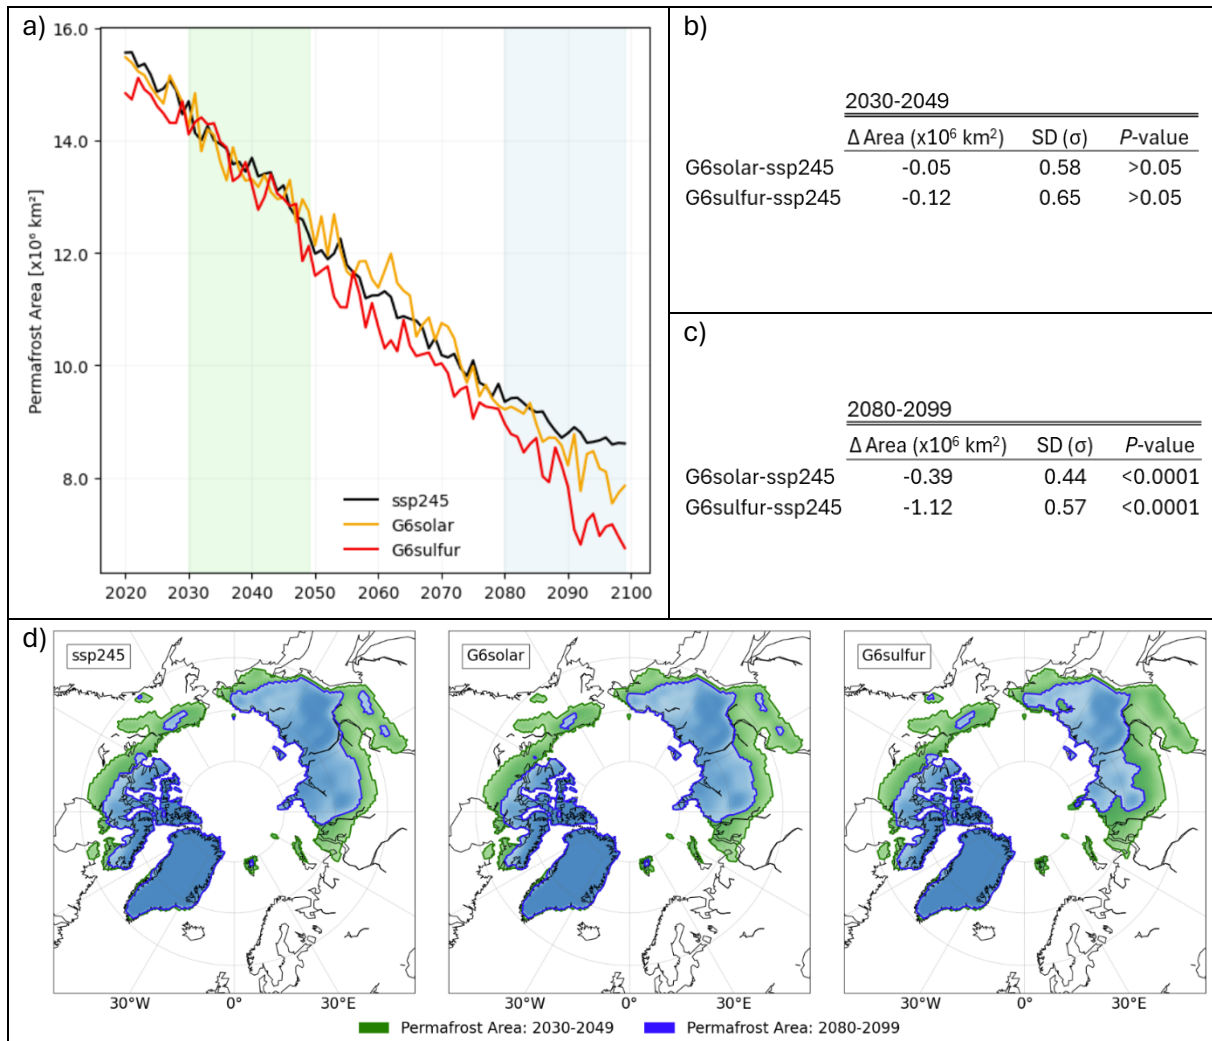 a)
16.0
14.0
12.0
10.0
8.0
Permafrost Area [x10⁶ km²]
ssp245
G6solar
G6sulfur
2020 2030 2040 2050 2060 2070 2080 2090 2100
b)
2030-2049
Δ Area (x10⁶ km²) SD (σ) P-value
G6solar-ssp245 -0.05 0.58 >0.05
G6sulfur-ssp245 -0.12 0.65 >0.05
c)
2080-2099
Δ Area (x10⁶ km²) SD (σ) P-value
G6solar-ssp245 -0.39 0.44 <0.0001
G6sulfur-ssp245 -1.12 0.57 <0.0001
d)
ssp245
G6solar
G6sulfur
30°W 0° 30°E 30°W 0° 30°E 30°W 0° 30°E
Permafrost Area: 2030-2049 Permafrost Area: 2080-2099